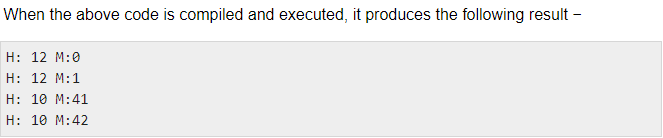 When the above code is compiled and executed, it produces the following result −
H: 12 M:0
H: 12 M:1
H: 10 M:41
H: 10 M:42